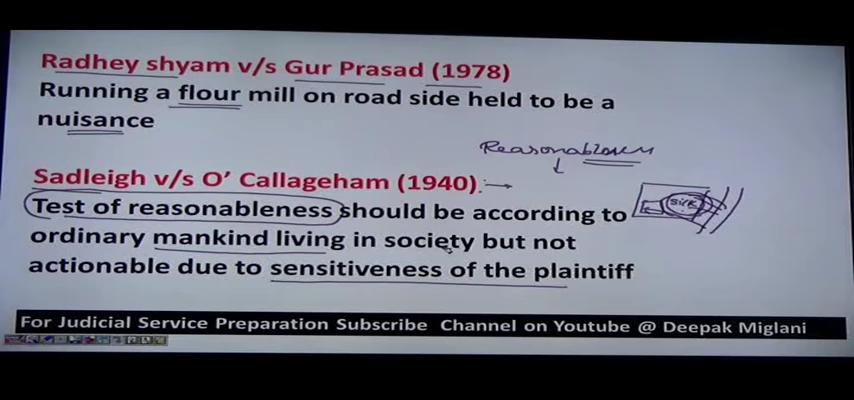 Radhey shyam v/s Gur Prasad (1978)
Running a flour mill on road side held to be a
nuisance
Reasonableness
Sadleigh v/s O’ Callageham (1940)
Test of reasonableness should be according to
ordinary mankind living in society but not
actionable due to sensitiveness of the plaintiff
For Judicial Service Preparation Subscribe Channel on Youtube @ Deepak Miglani